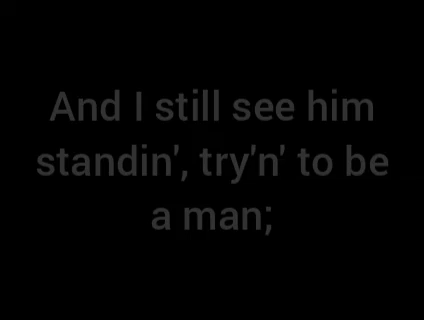 And I still see him
standin', try'n' to be
a man;